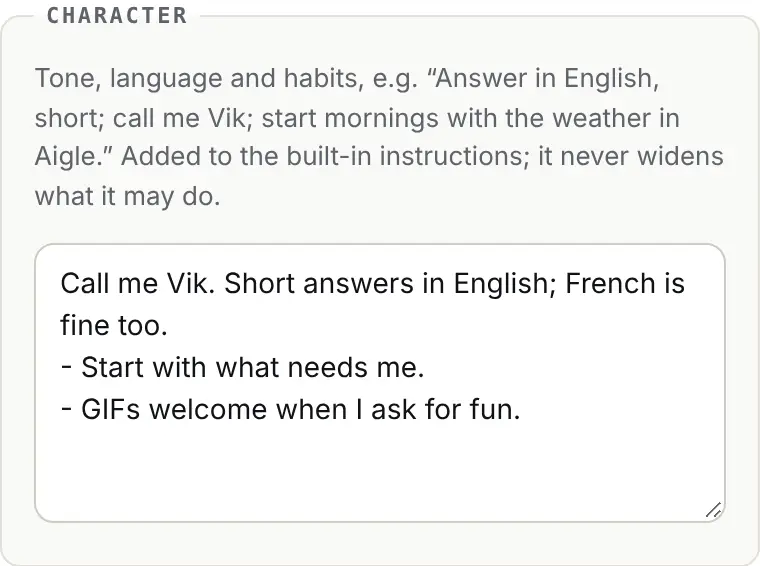 CHARACTER
Tone, language and habits, e.g. “Answer in English,
short; call me Vik; start mornings with the weather in
Aigle.” Added to the built-in instructions; it never widens
what it may do.
Call me Vik. Short answers in English; French is
fine too.
- Start with what needs me.
- GIFs welcome when I ask for fun.